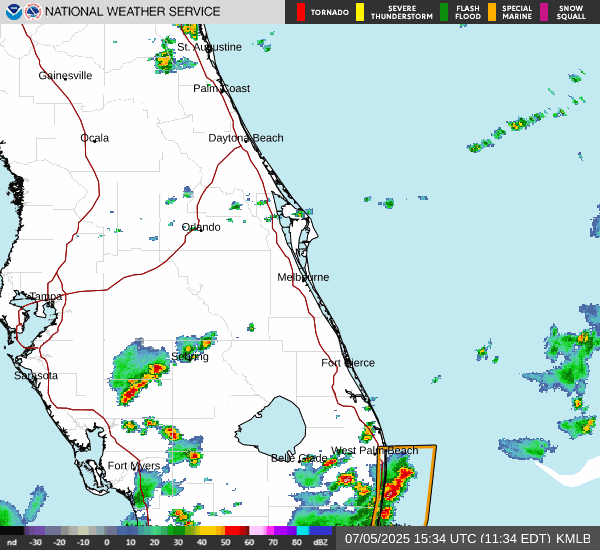 NATIONAL WEATHER SERVICE
TORNADO
SEVERE THUNDERSTORM
FLASH FLOOD
SPECIAL MARINE
SNOW SQUALL
St. Augustine
Gainesville
Palm Coast
Ocala
Daytona Beach
Orlando
Melbourne
Tampa
Sebring
Fort Pierce
Sarasota
West Palm Beach
Belle Glade
Fort Myers
nd -30 -20 -10 0 10 20 30 40 50 60 70 80 dBZ
07/05/2025 15:34 UTC (11:34 EDT) KMLB